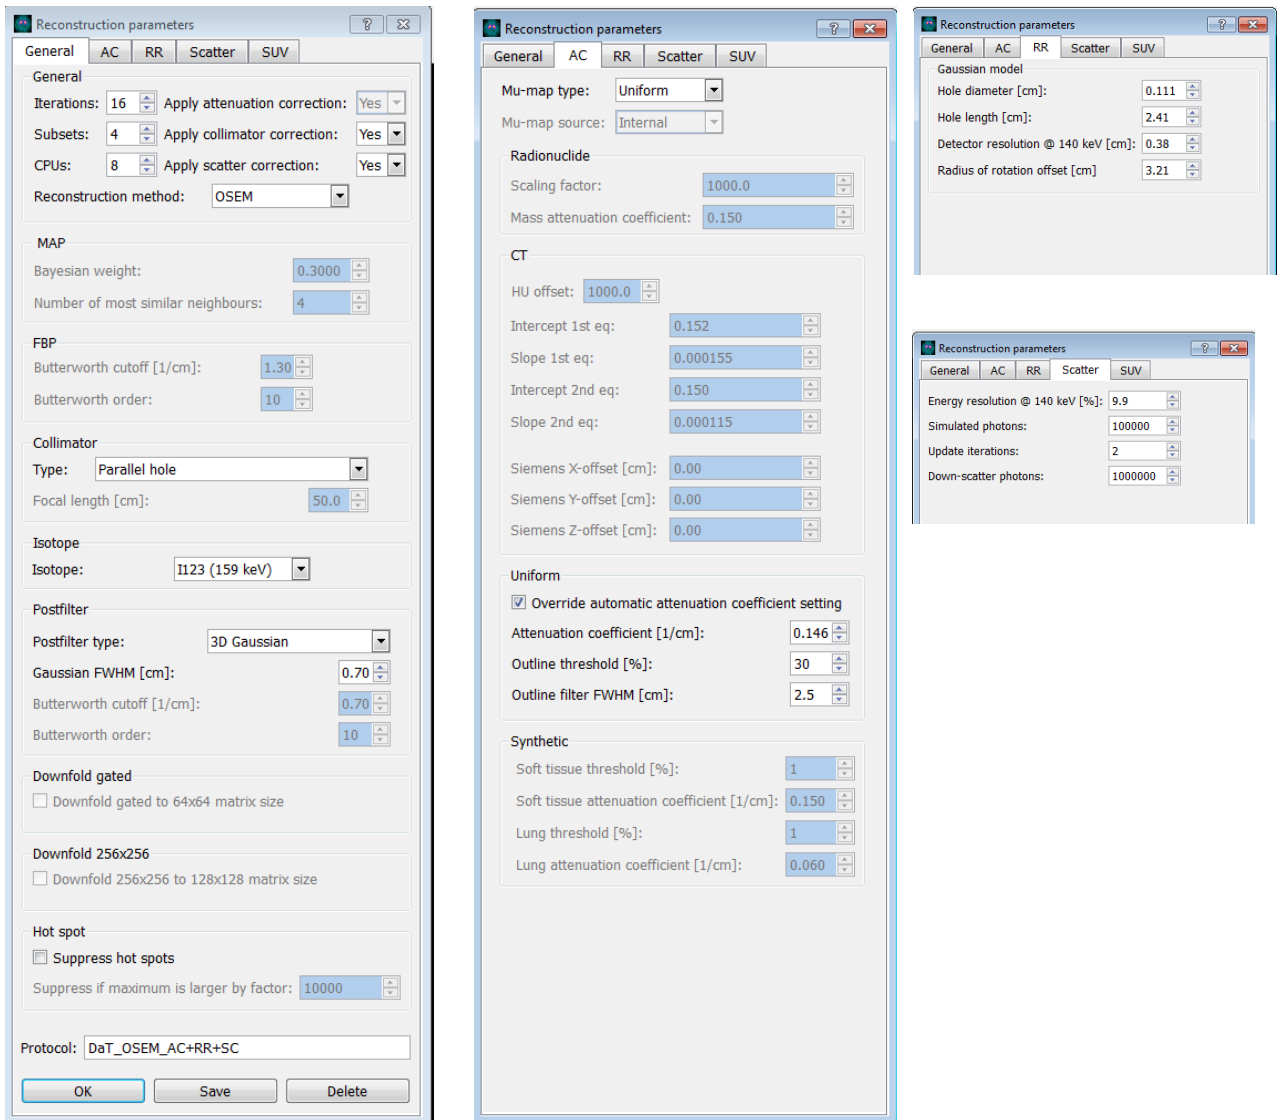 Reconstruction parameters
General AC RR Scatter SUV
General
Iterations: 16 Apply attenuation correction: Yes
Subsets: 4 Apply collimator correction: Yes
CPUs: 8 Apply scatter correction: Yes
Reconstruction method: OSEM
MAP
Bayesian weight: 0.3000
Number of most similar neighbours: 4
FBP
Butterworth cutoff [1/cm]: 1.30
Butterworth order: 10
Collimator
Type: Parallel hole
Focal length [cm]: 50.0
Isotope
Isotope: I123 (159 keV)
Postfilter
Postfilter type: 3D Gaussian
Gaussian FWHM [cm]: 0.70
Butterworth cutoff [1/cm]: 0.70
Butterworth order: 10
Downfold gated
Downfold gated to 64x64 matrix size
Downfold 256x256
Downfold 256x256 to 128x128 matrix size
Hot spot
Suppress hot spots
Suppress if maximum is larger by factor: 10000
Protocol: DaT_OSEM_AC+RR+SC
OK Save Delete
Reconstruction parameters
General AC RR Scatter SUV
Mu-map type: Uniform
Mu-map source: Internal
Radionuclide
Scaling factor: 1000.0
Mass attenuation coefficient: 0.150
CT
HU offset: 1000.0
Intercept 1st eq: 0.152
Slope 1st eq: 0.000155
Intercept 2nd eq: 0.150
Slope 2nd eq: 0.000115
Siemens X-offset [cm]: 0.00
Siemens Y-offset [cm]: 0.00
Siemens Z-offset [cm]: 0.00
Uniform
Override automatic attenuation coefficient setting
Attenuation coefficient [1/cm]: 0.146
Outline threshold [%]: 30
Outline filter FWHM [cm]: 2.5
Synthetic
Soft tissue threshold [%]: 1
Soft tissue attenuation coefficient [1/cm]: 0.150
Lung threshold [%]: 1
Lung attenuation coefficient [1/cm]: 0.060
Reconstruction parameters
General AC RR Scatter SUV
Gaussian model
Hole diameter [cm]: 0.111
Hole length [cm]: 2.41
Detector resolution @ 140 keV [cm]: 0.38
Radius of rotation offset [cm] 3.21
Reconstruction parameters
General AC RR Scatter SUV
Energy resolution @ 140 keV [%]: 9.9
Simulated photons: 100000
Update iterations: 2
Down-scatter photons: 1000000